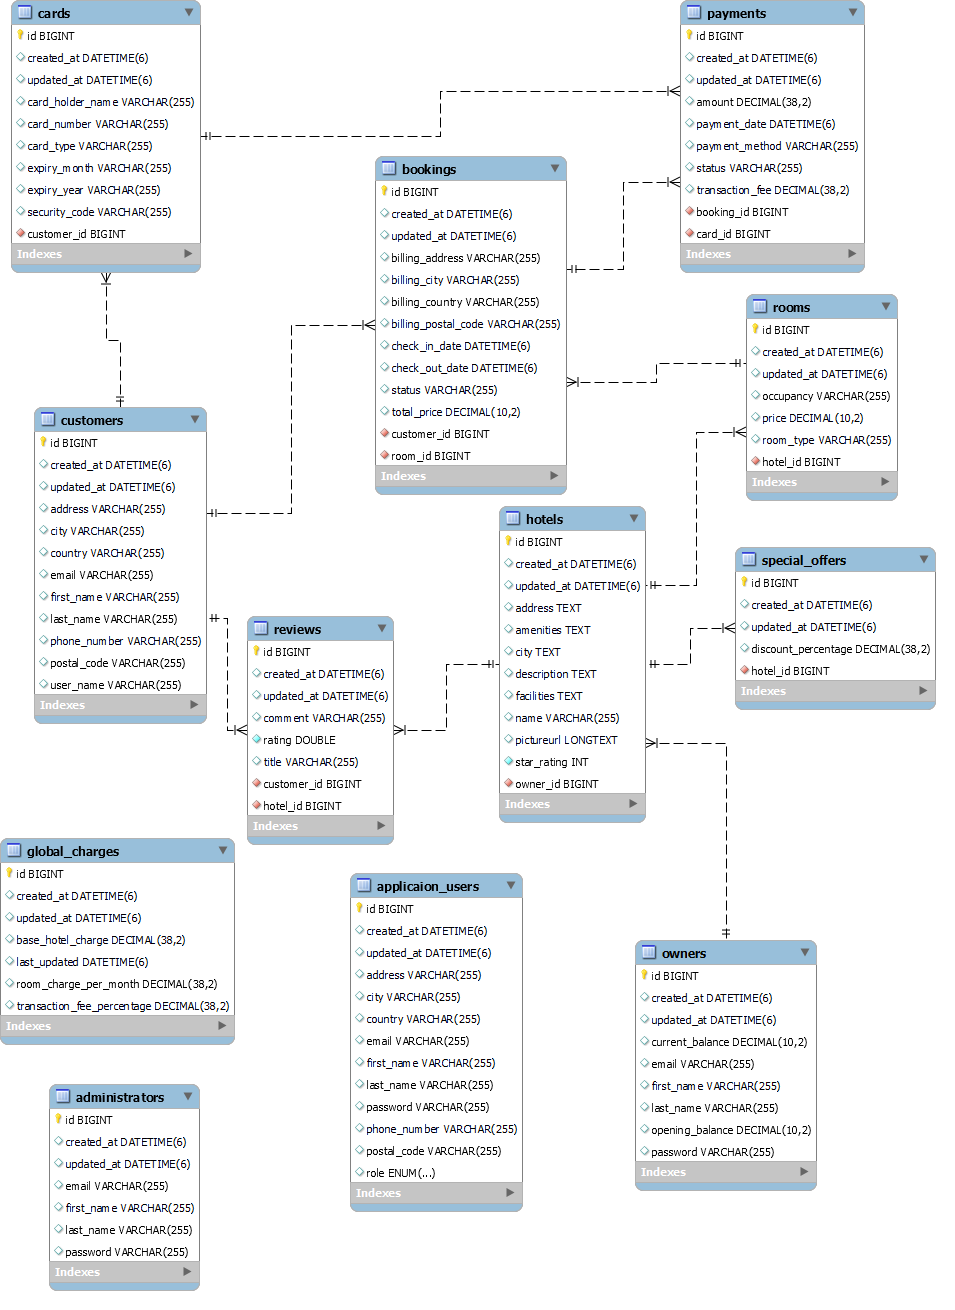 cards
id BIGINT
created_at DATETIME(6)
updated_at DATETIME(6)
card_holder_name VARCHAR(255)
card_number VARCHAR(255)
card_type VARCHAR(255)
expiry_month VARCHAR(255)
expiry_year VARCHAR(255)
security_code VARCHAR(255)
customer_id BIGINT
Indexes
payments
id BIGINT
created_at DATETIME(6)
updated_at DATETIME(6)
amount DECIMAL(38,2)
payment_date DATETIME(6)
payment_method VARCHAR(255)
status VARCHAR(255)
transaction_fee DECIMAL(38,2)
booking_id BIGINT
card_id BIGINT
Indexes
bookings
id BIGINT
created_at DATETIME(6)
updated_at DATETIME(6)
billing_address VARCHAR(255)
billing_city VARCHAR(255)
billing_country VARCHAR(255)
billing_postal_code VARCHAR(255)
check_in_date DATETIME(6)
check_out_date DATETIME(6)
status VARCHAR(255)
total_price DECIMAL(10,2)
customer_id BIGINT
room_id BIGINT
Indexes
rooms
id BIGINT
created_at DATETIME(6)
updated_at DATETIME(6)
occupancy VARCHAR(255)
price DECIMAL(10,2)
room_type VARCHAR(255)
hotel_id BIGINT
Indexes
customers
id BIGINT
created_at DATETIME(6)
updated_at DATETIME(6)
address VARCHAR(255)
city VARCHAR(255)
country VARCHAR(255)
email VARCHAR(255)
first_name VARCHAR(255)
last_name VARCHAR(255)
phone_number VARCHAR(255)
postal_code VARCHAR(255)
user_name VARCHAR(255)
Indexes
hotels
id BIGINT
created_at DATETIME(6)
updated_at DATETIME(6)
address TEXT
amenities TEXT
city TEXT
description TEXT
facilities TEXT
name VARCHAR(255)
pictureurl LONGTEXT
star_rating INT
owner_id BIGINT
Indexes
special_offers
id BIGINT
created_at DATETIME(6)
updated_at DATETIME(6)
discount_percentage DECIMAL(38,2)
hotel_id BIGINT
Indexes
reviews
id BIGINT
created_at DATETIME(6)
updated_at DATETIME(6)
comment VARCHAR(255)
rating DOUBLE
title VARCHAR(255)
customer_id BIGINT
hotel_id BIGINT
Indexes
global_charges
id BIGINT
created_at DATETIME(6)
updated_at DATETIME(6)
base_hotel_charge DECIMAL(38,2)
last_updated DATETIME(6)
room_charge_per_month DECIMAL(38,2)
transaction_fee_percentage DECIMAL(38,2)
Indexes
applicaion_users
id BIGINT
created_at DATETIME(6)
updated_at DATETIME(6)
address VARCHAR(255)
city VARCHAR(255)
country VARCHAR(255)
email VARCHAR(255)
first_name VARCHAR(255)
last_name VARCHAR(255)
password VARCHAR(255)
phone_number VARCHAR(255)
postal_code VARCHAR(255)
role ENUM(...)
Indexes
owners
id BIGINT
created_at DATETIME(6)
updated_at DATETIME(6)
current_balance DECIMAL(10,2)
email VARCHAR(255)
first_name VARCHAR(255)
last_name VARCHAR(255)
opening_balance DECIMAL(10,2)
password VARCHAR(255)
Indexes
administrators
id BIGINT
created_at DATETIME(6)
updated_at DATETIME(6)
email VARCHAR(255)
first_name VARCHAR(255)
last_name VARCHAR(255)
password VARCHAR(255)
Indexes